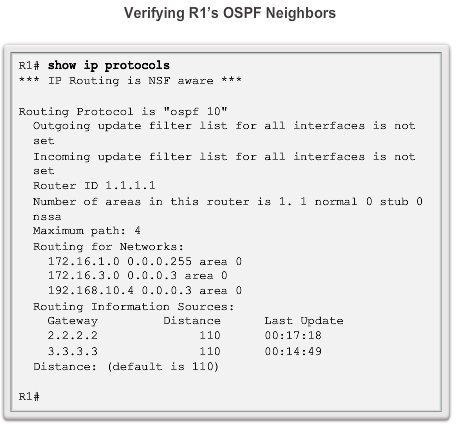 Verifying R1's OSPF Neighbors
R1# show ip protocols
*** IP Routing is NSF aware ***
Routing Protocol is "ospf 10"
Outgoing update filter list for all interfaces is not
set
Incoming update filter list for all interfaces is not
set
Router ID 1.1.1.1
Number of areas in this router is 1. 1 normal 0 stub 0
nssa
Maximum path: 4
Routing for Networks:
172.16.1.0 0.0.0.255 area 0
172.16.3.0 0.0.0.3 area 0
192.168.10.4 0.0.0.3 area 0
Routing Information Sources:
Gateway Distance Last Update
2.2.2.2 110 00:17:18
3.3.3.3 110 00:14:49
Distance: (default is 110)
R1#